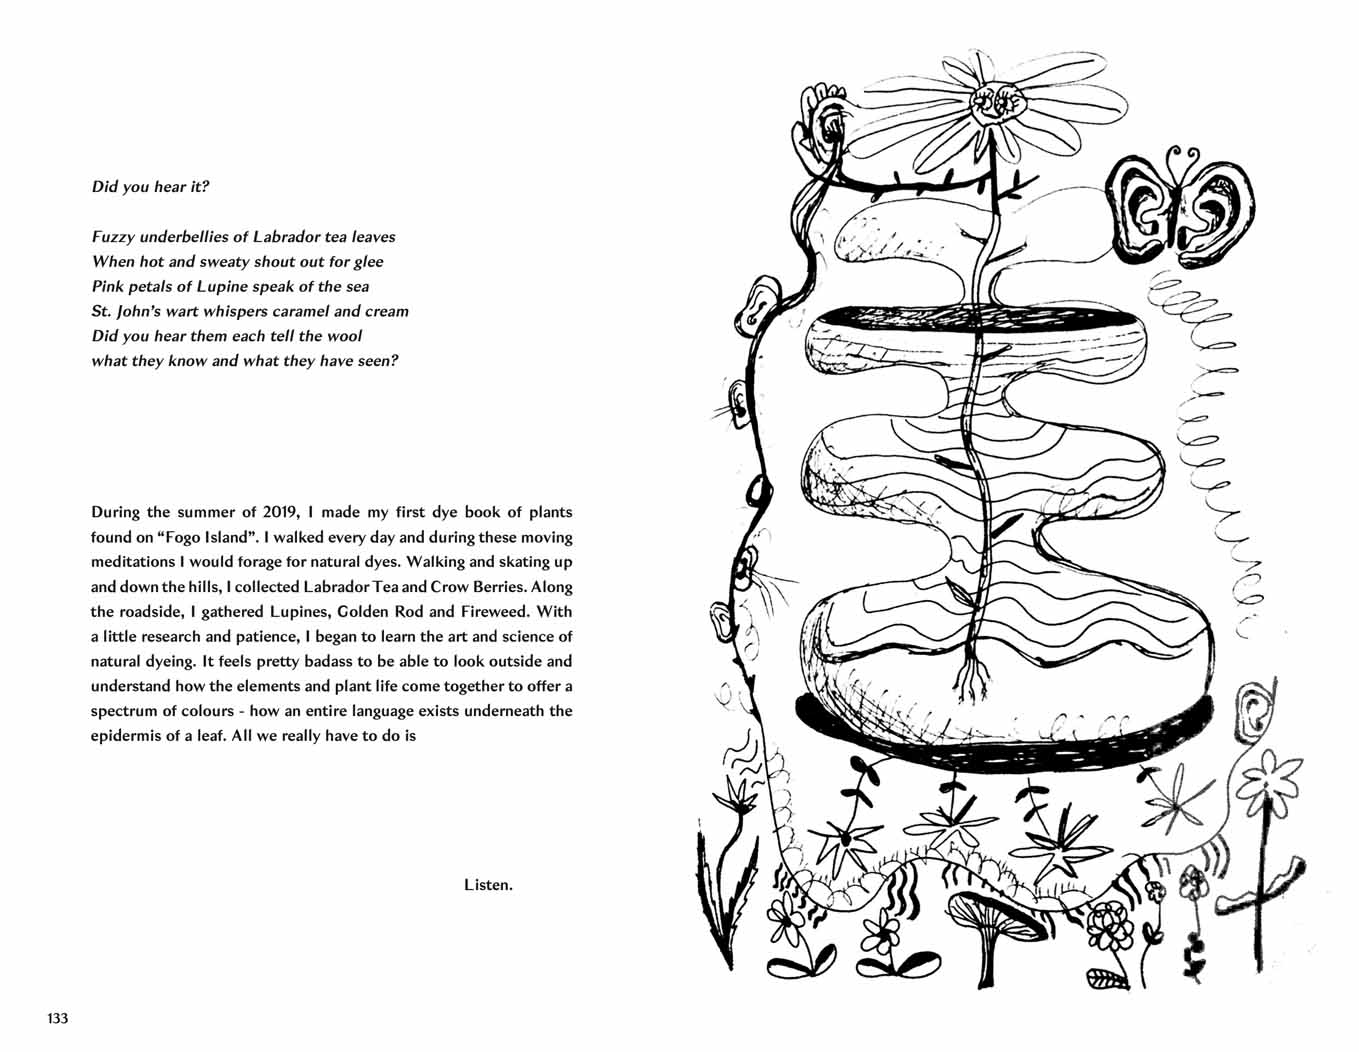 Did you hear it?
Fuzzy underbellies of Labrador tea leaves
When hot and sweaty shout out for glee
Pink petals of Lupine speak of the sea
St. John's wart whispers caramel and cream
Did you hear them each tell the wool
what they know and what they have seen?
During the summer of 2019, I made my first dye book of plants
found on “Fogo Island”. I walked every day and during these moving
meditations I would forage for natural dyes. Walking and skating up
and down the hills, I collected Labrador Tea and Crow Berries. Along
the roadside, I gathered Lupines, Golden Rod and Fireweed. With
a little research and patience, I began to learn the art and science of
natural dyeing. It feels pretty badass to be able to look outside and
understand how the elements and plant life come together to offer a
spectrum of colours - how an entire language exists underneath the
epidermis of a leaf. All we really have to do is
Listen.
133